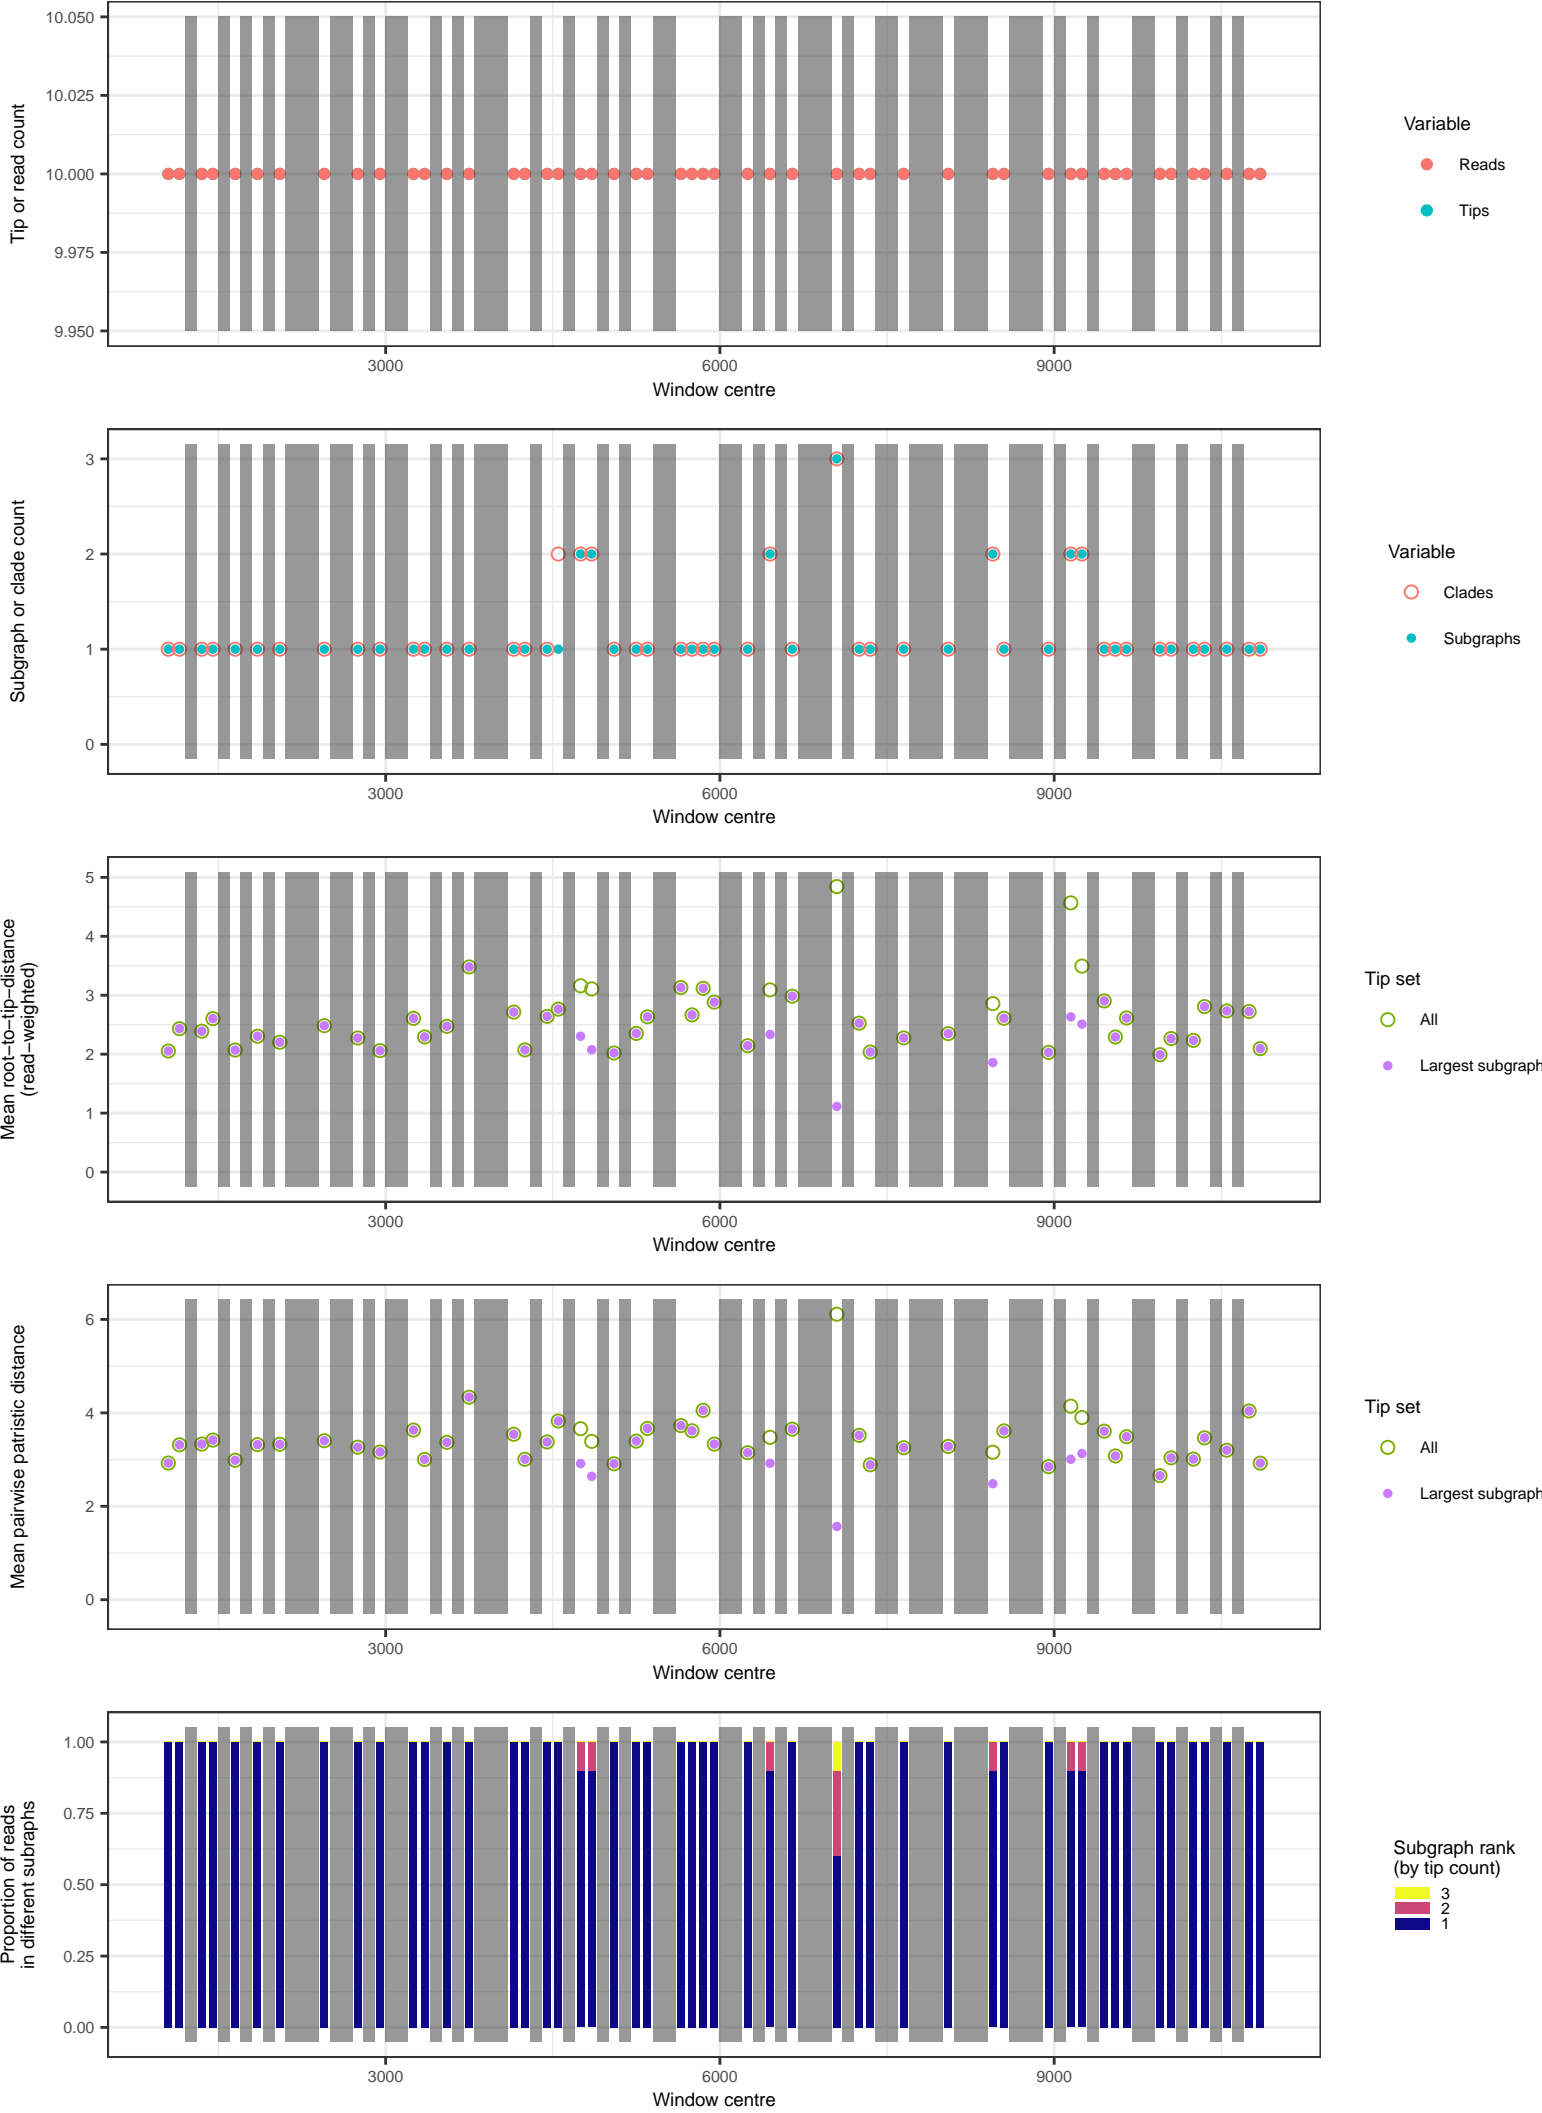 10.050
10.025
10.000
9.975
9.950
Tip or read count
3000
6000
9000
Window centre
Variable
Reads
Tips
3
2
1
0
Subgraph or clade count
3000
6000
9000
Window centre
Variable
Clades
Subgraphs
5
4
3
2
1
0
Mean root−to−tip−distance
(read−weighted)
3000
6000
9000
Window centre
Tip set
All
Largest subgraph
6
4
2
0
Mean pairwise patristic distance
3000
6000
9000
Window centre
Tip set
All
Largest subgraph
1.00
0.75
0.50
0.25
0.00
Proportion of reads
in different subraphs
3000
6000
9000
Window centre
Subgraph rank
(by tip count)
3
2
1